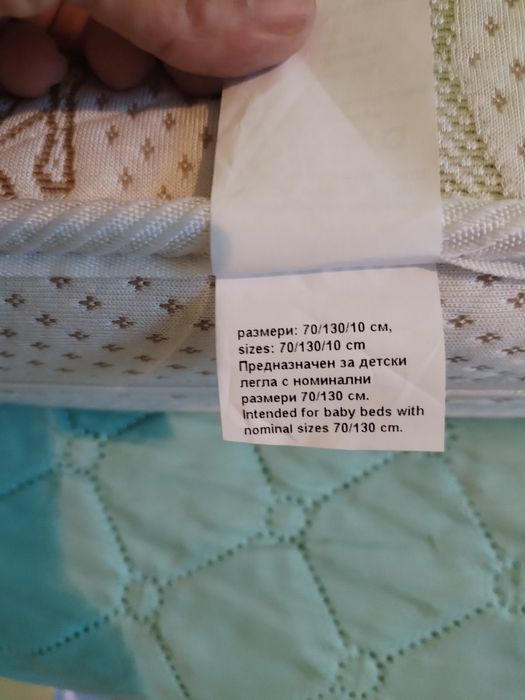 размери: 70/130/10 см,
sizes: 70/130/10 cm
Предназначен за детски
легла с номинални
размери 70/130 см.
Intended for baby beds with
nominal sizes 70/130 cm.